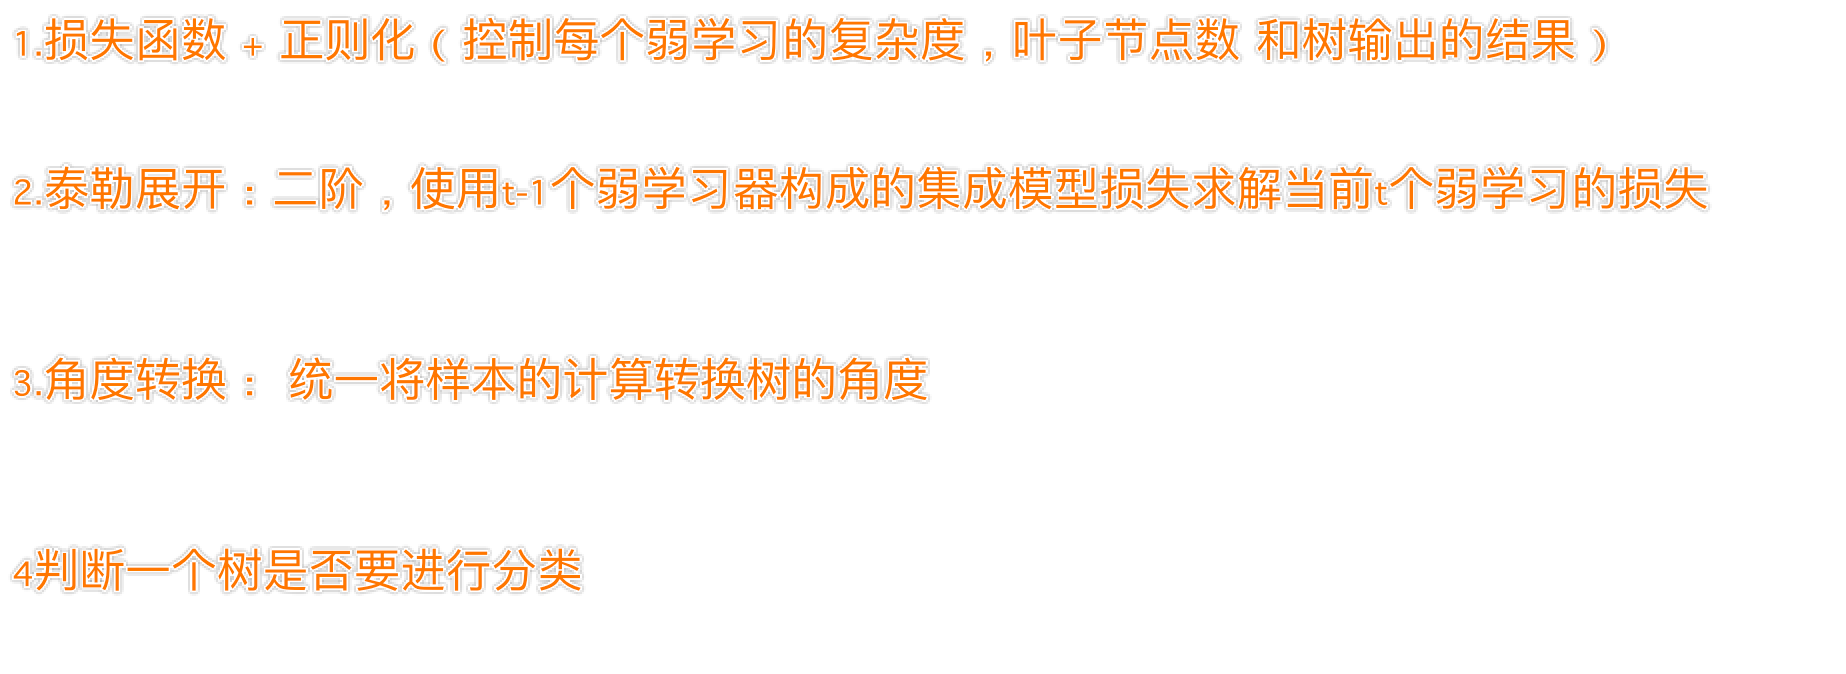 1.损失函数 + 正则化（控制每个弱学习的复杂度，叶子节点数 和树输出的结果）
2.泰勒展开：二阶，使用t-1个弱学习器构成的集成模型损失求解当前t个弱学习的损失
3.角度转换： 统一将样本的计算转换树的角度
4判断一个树是否要进行分类